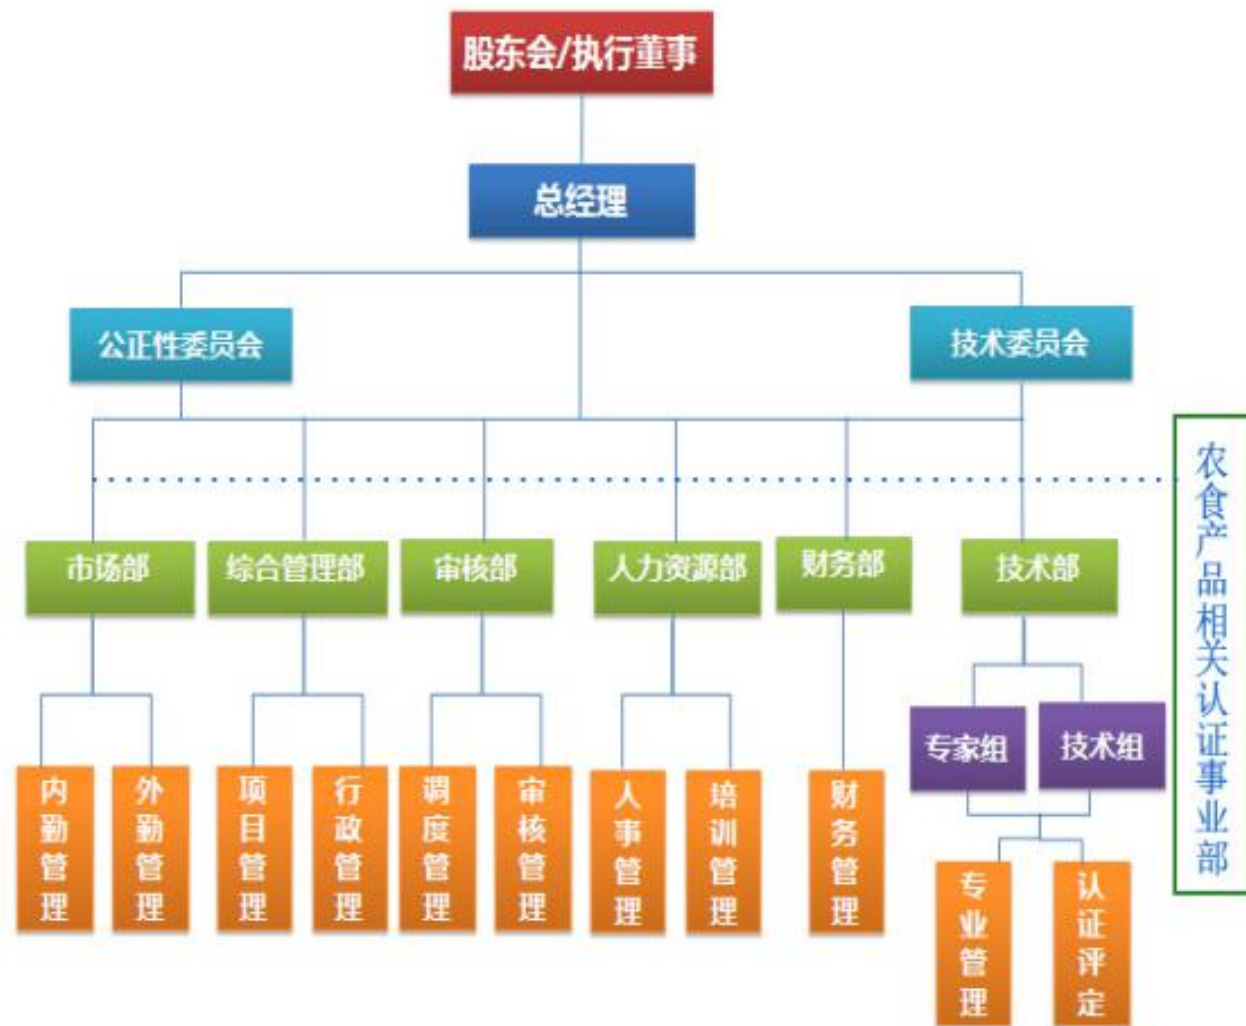 股东会/执行董事
总经理
公正性委员会
技术委员会
市场部
综合管理部
审核部
人力资源部
财务部
技术部
专家组
技术组
内勤管理
外勤管理
项目管理
行政管理
调度管理
审核管理
人事管理
培训管理
财务管理
专业管理
认证评定
农食产品相关认证事业部